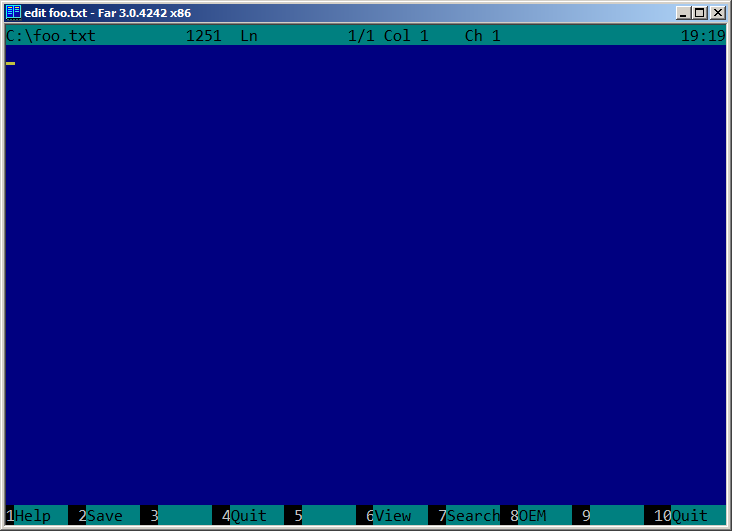 edit foo.txt - Far 3.0.4242 x86
C:\foo.txt 1251 Ln 1/1 Col 1 Ch 1 19:19
1Help 2Save 3 4Quit 5 6View 7Search 8OEM 9 10Quit